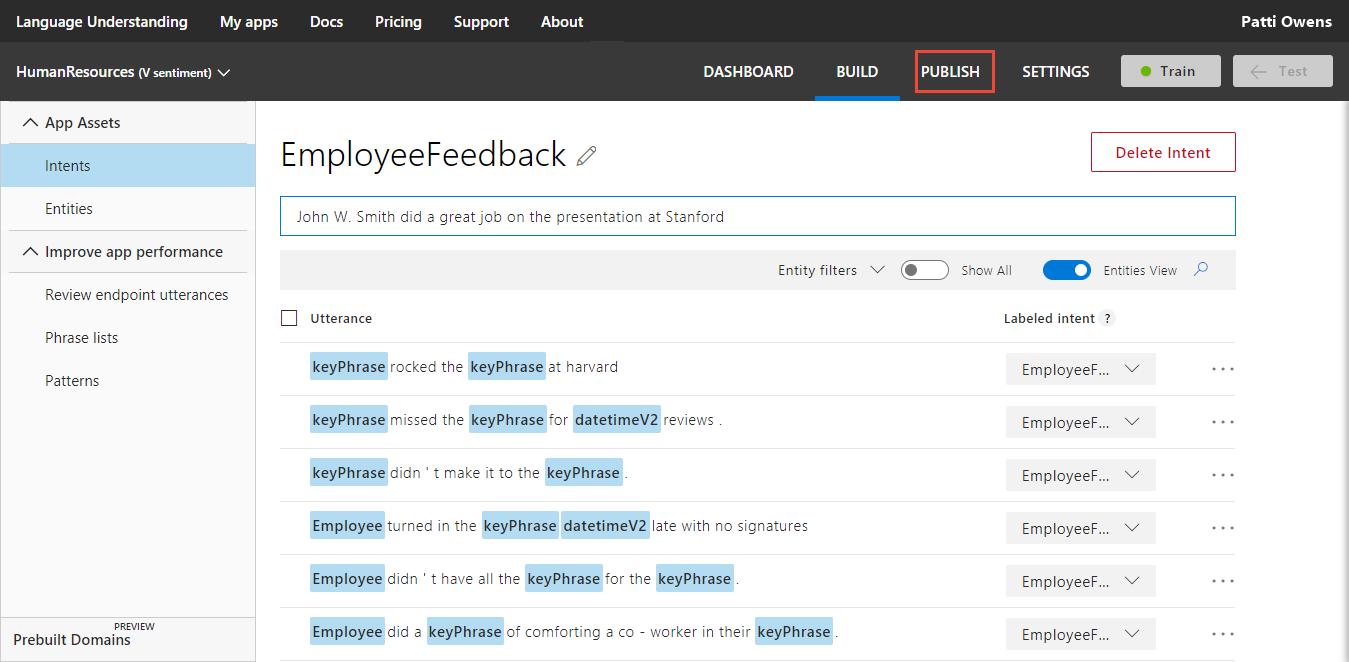 Language Understanding My apps Docs Pricing Support About Patti Owens
HumanResources (V sentiment) DASHBOARD BUILD PUBLISH SETTINGS Train Test
App Assets
Intents
Entities
Improve app performance
Review endpoint utterances
Phrase lists
Patterns
PREVIEW
Prebuilt Domains
EmployeeFeedback Delete Intent
John W. Smith did a great job on the presentation at Stanford
Entity filters Show All Entities View
Utterance Labeled intent ?
keyPhrase rocked the keyPhrase at harvard EmployeeF... ...
keyPhrase missed the keyPhrase for datetimeV2 reviews . EmployeeF... ...
keyPhrase didn ' t make it to the keyPhrase . EmployeeF... ...
Employee turned in the keyPhrase datetimeV2 late with no signatures EmployeeF... ...
Employee didn ' t have all the keyPhrase for the keyPhrase . EmployeeF... ...
Employee did a keyPhrase of comforting a co - worker in their keyPhrase . EmployeeF... ...